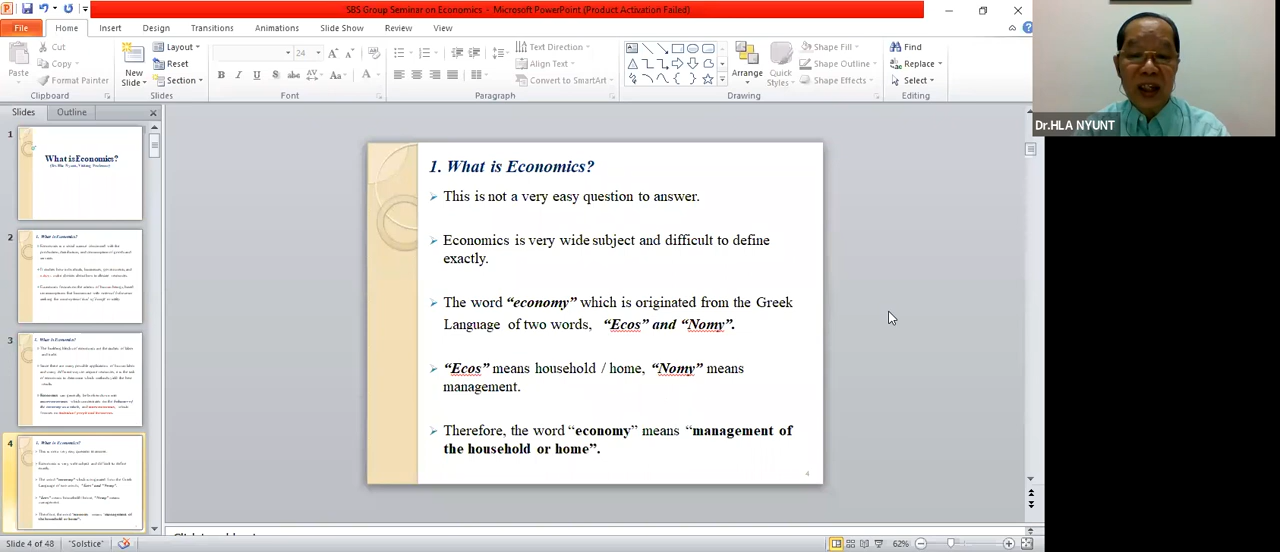 SBS Group Seminar on Economics - Microsoft PowerPoint (Product Activation Failed)
File Home Insert Design Transitions Animations Slide Show Review View
Paste
Cut
Copy
Format Painter
Clipboard
New Slide
Layout
Reset
Section
Slides
24
Font
Text Direction
Align Text
Convert to SmartArt
Paragraph
Arrange
Quick Styles
Shape Fill
Shape Outline
Shape Effects
Drawing
Find
Replace
Select
Editing
Dr.HLA NYUNT
Slides Outline
1
What is Economics?
2
3
4
1. What is Economics?
This is not a very easy question to answer.
Economics is very wide subject and difficult to define
exactly.
The word “economy” which is originated from the Greek
Language of two words, “Ecos” and “Nomy”.
“Ecos” means household / home, “Nomy” means
management.
Therefore, the word “economy” means “management of
the household or home”.
4
Slide 4 of 48 "Solstice" 62%